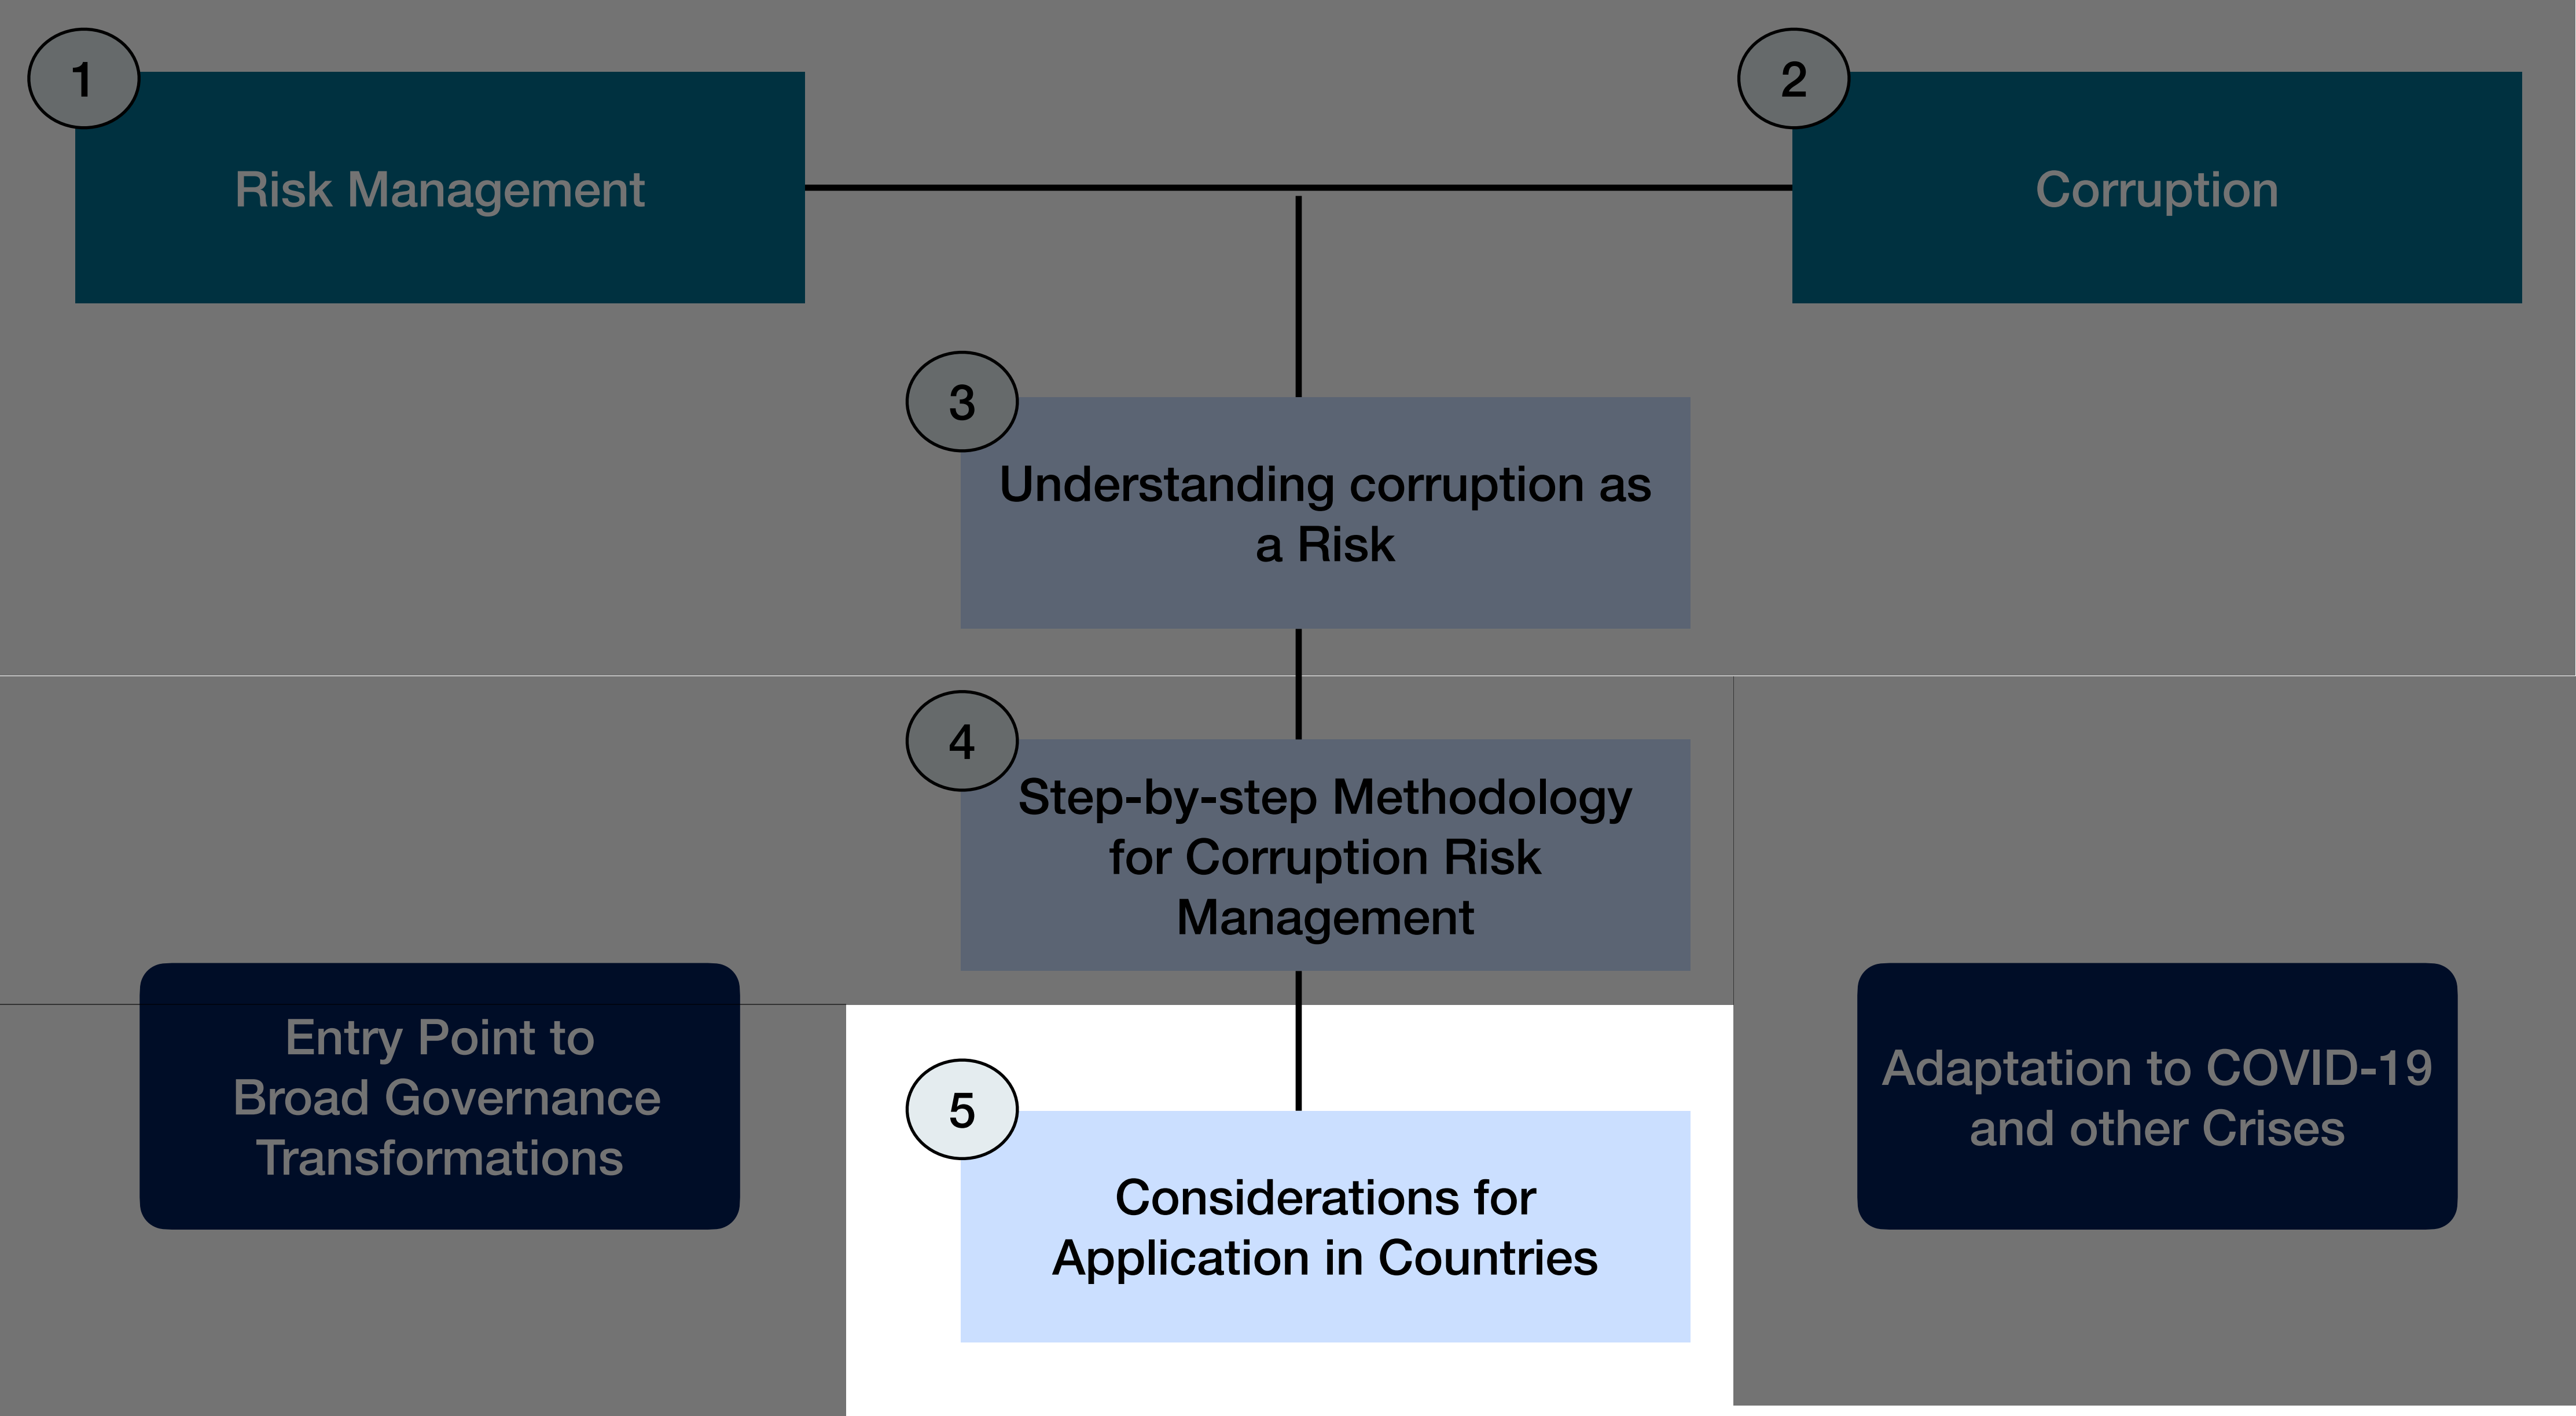 1
Risk Management
2
Corruption
3
Understanding corruption as
a Risk
4
Step-by-step Methodology
for Corruption Risk
Management
Entry Point to
Broad Governance
Transformations
Adaptation to COVID-19
and other Crises
5
Considerations for
Application in Countries